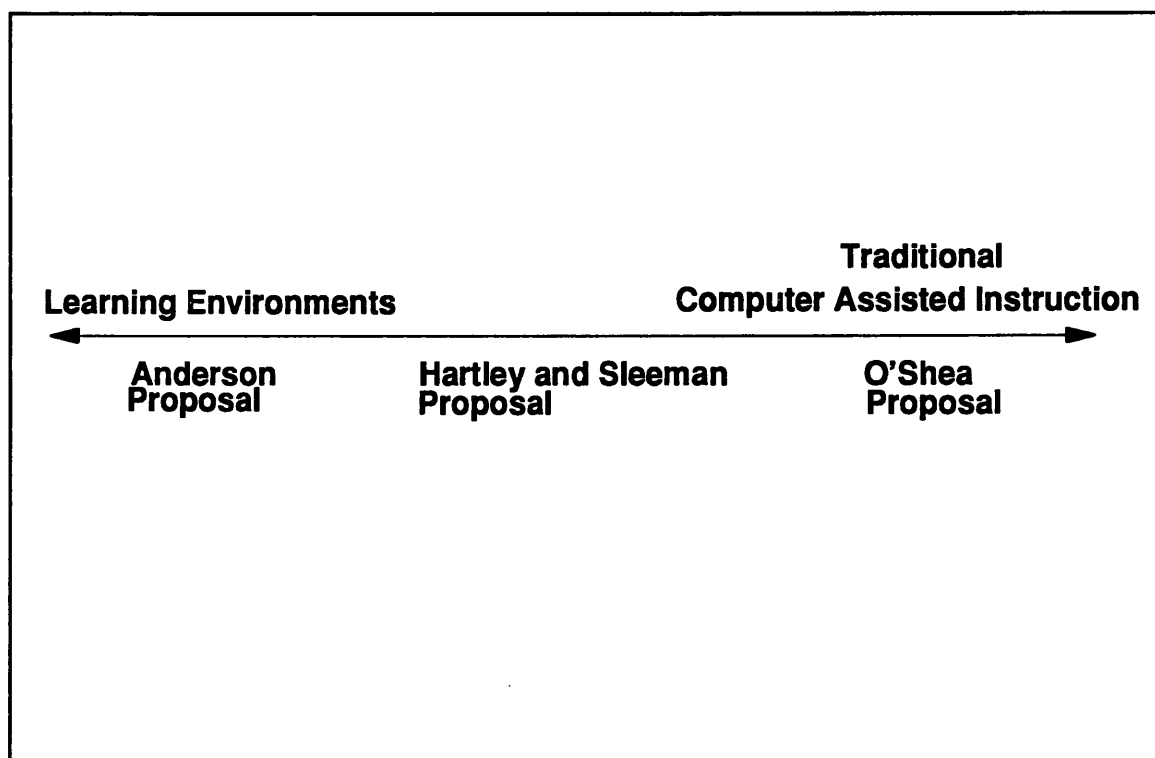 Traditional
Learning Environments
Computer Assisted Instruction
Anderson
Proposal
Hartley and Sleeman
Proposal
O'Shea
Proposal